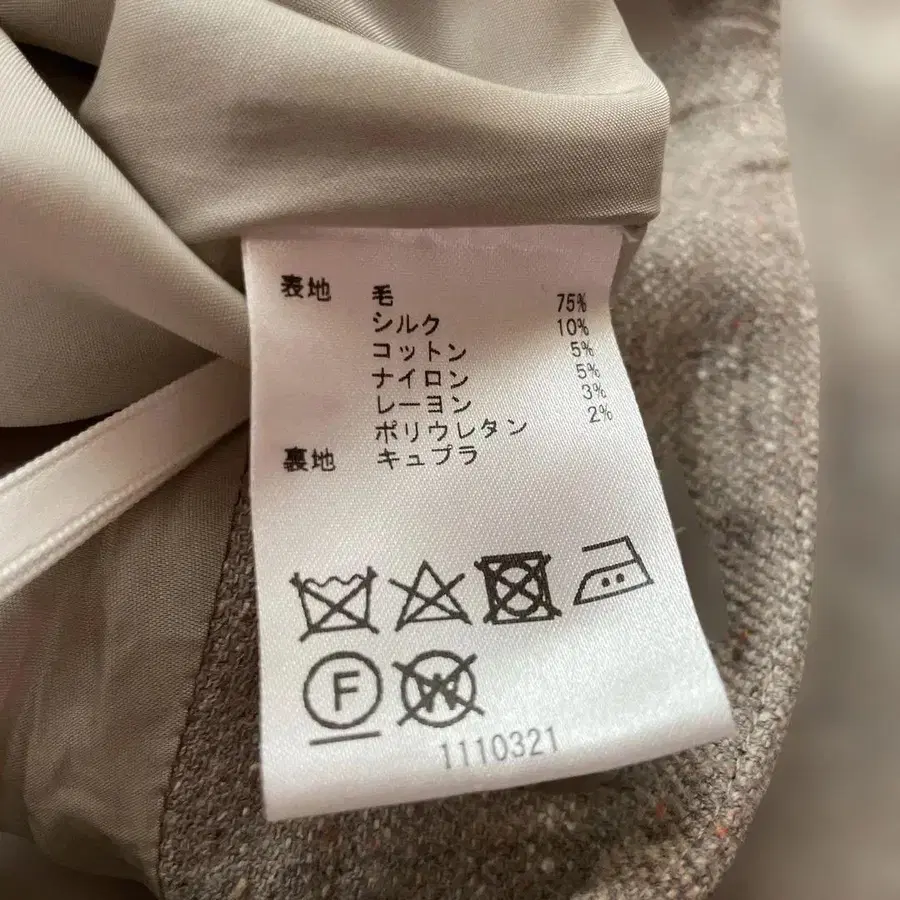 表地 毛 75%
シルク 10%
コットン 5%
ナイロン 5%
レーヨン 3%
ポリウレタン 2%
裏地 キュプラ
F W
1110321